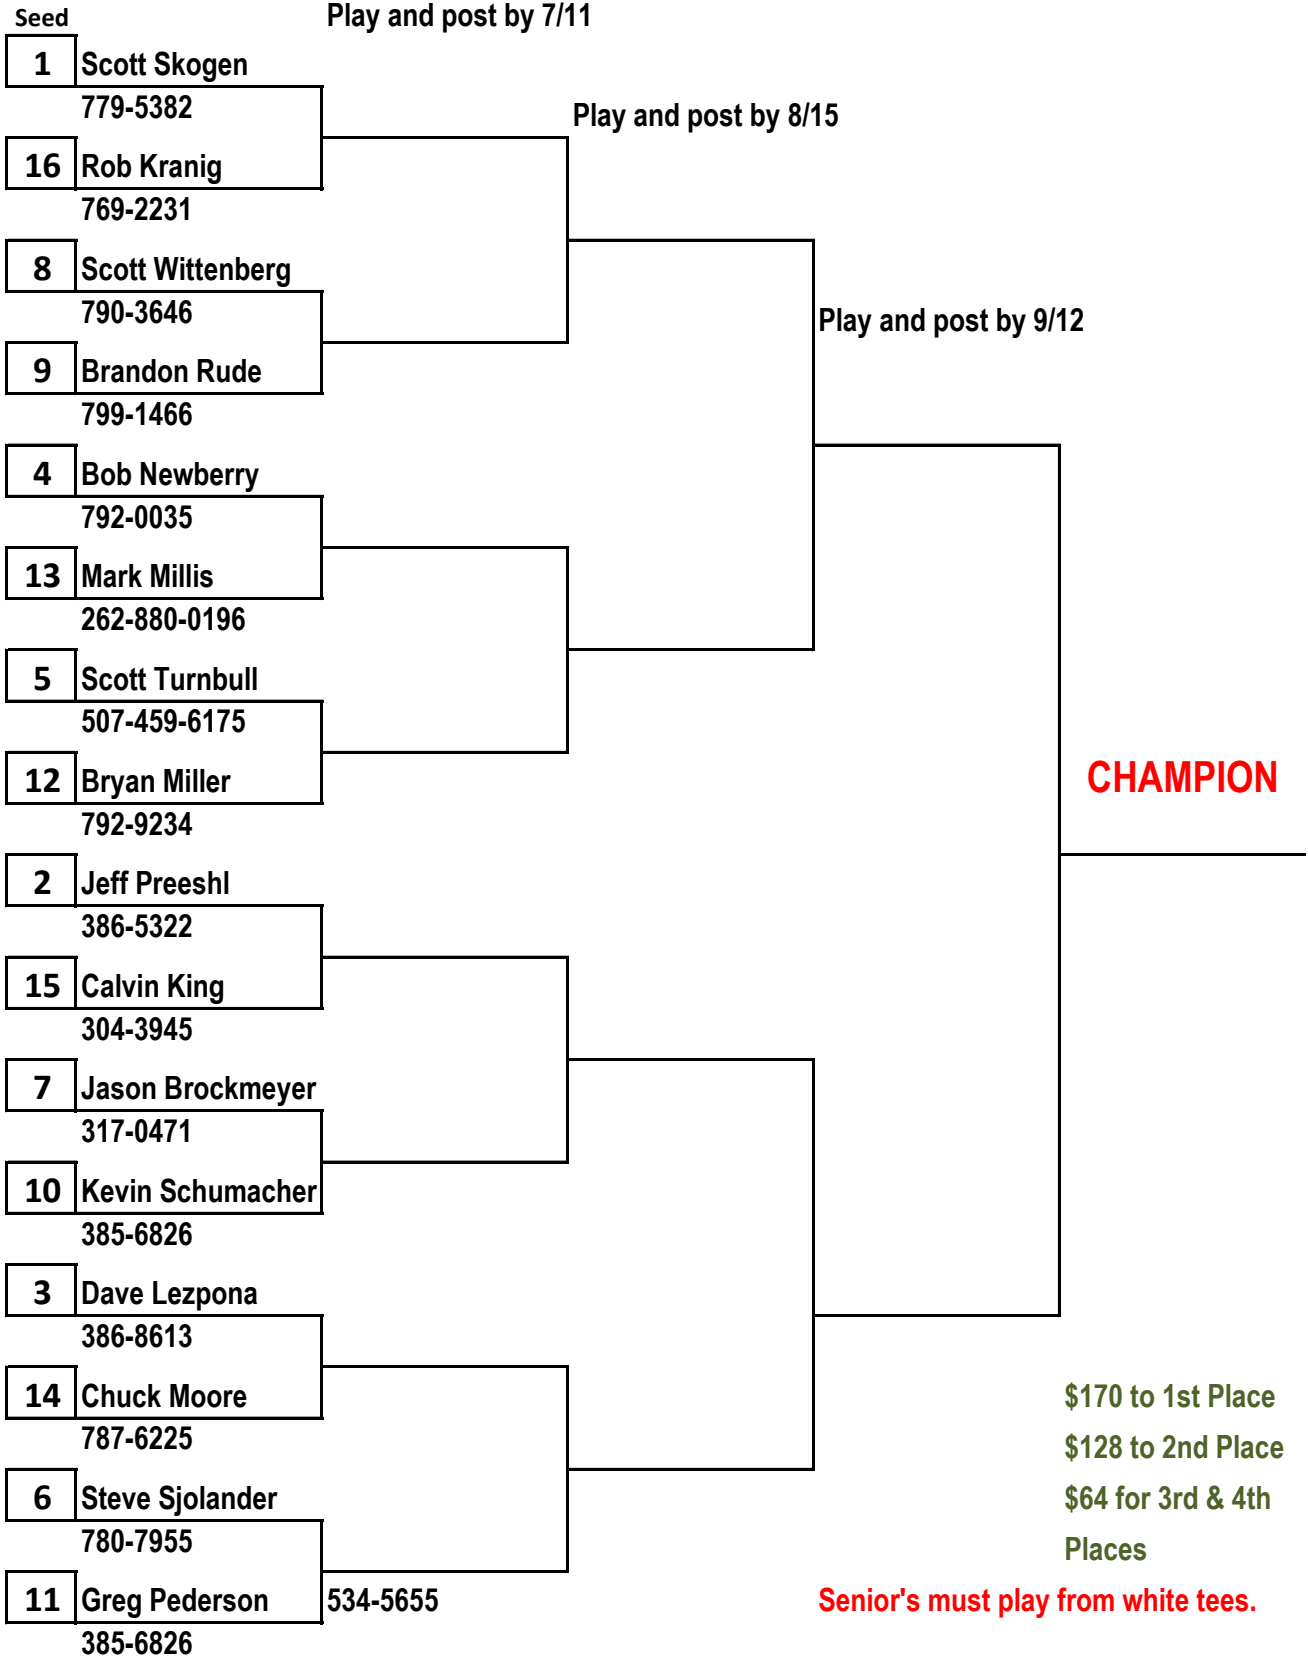 Seed
Play and post by 7/11
1 Scott Skogen
779-5382
Play and post by 8/15
16 Rob Kranig
769-2231
8 Scott Wittenberg
790-3646
Play and post by 9/12
9 Brandon Rude
799-1466
4 Bob Newberry
792-0035
13 Mark Millis
262-880-0196
5 Scott Turnbull
507-459-6175
12 Bryan Miller
CHAMPION
792-9234
2 Jeff Preeshl
386-5322
15 Calvin King
304-3945
7 Jason Brockmeyer
317-0471
10 Kevin Schumacher
385-6826
3 Dave Lezpona
386-8613
14 Chuck Moore
$170 to 1st Place
787-6225
$128 to 2nd Place
6 Steve Sjolander
$64 for 3rd & 4th
780-7955
Places
11 Greg Pederson 534-5655
Senior's must play from white tees.
385-6826